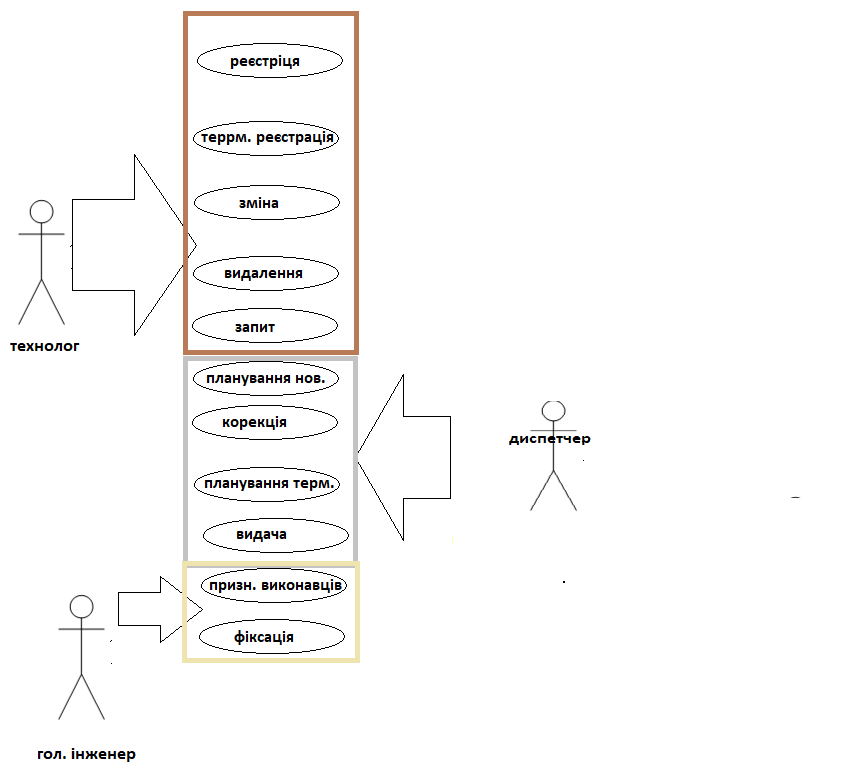 реєстріця
террм. реєстрація
зміна
видалення
запит
технолог
планування нов.
корекція
диспетчер
планування терм.
видача
призн. виконавців
фіксація
гол. інженер